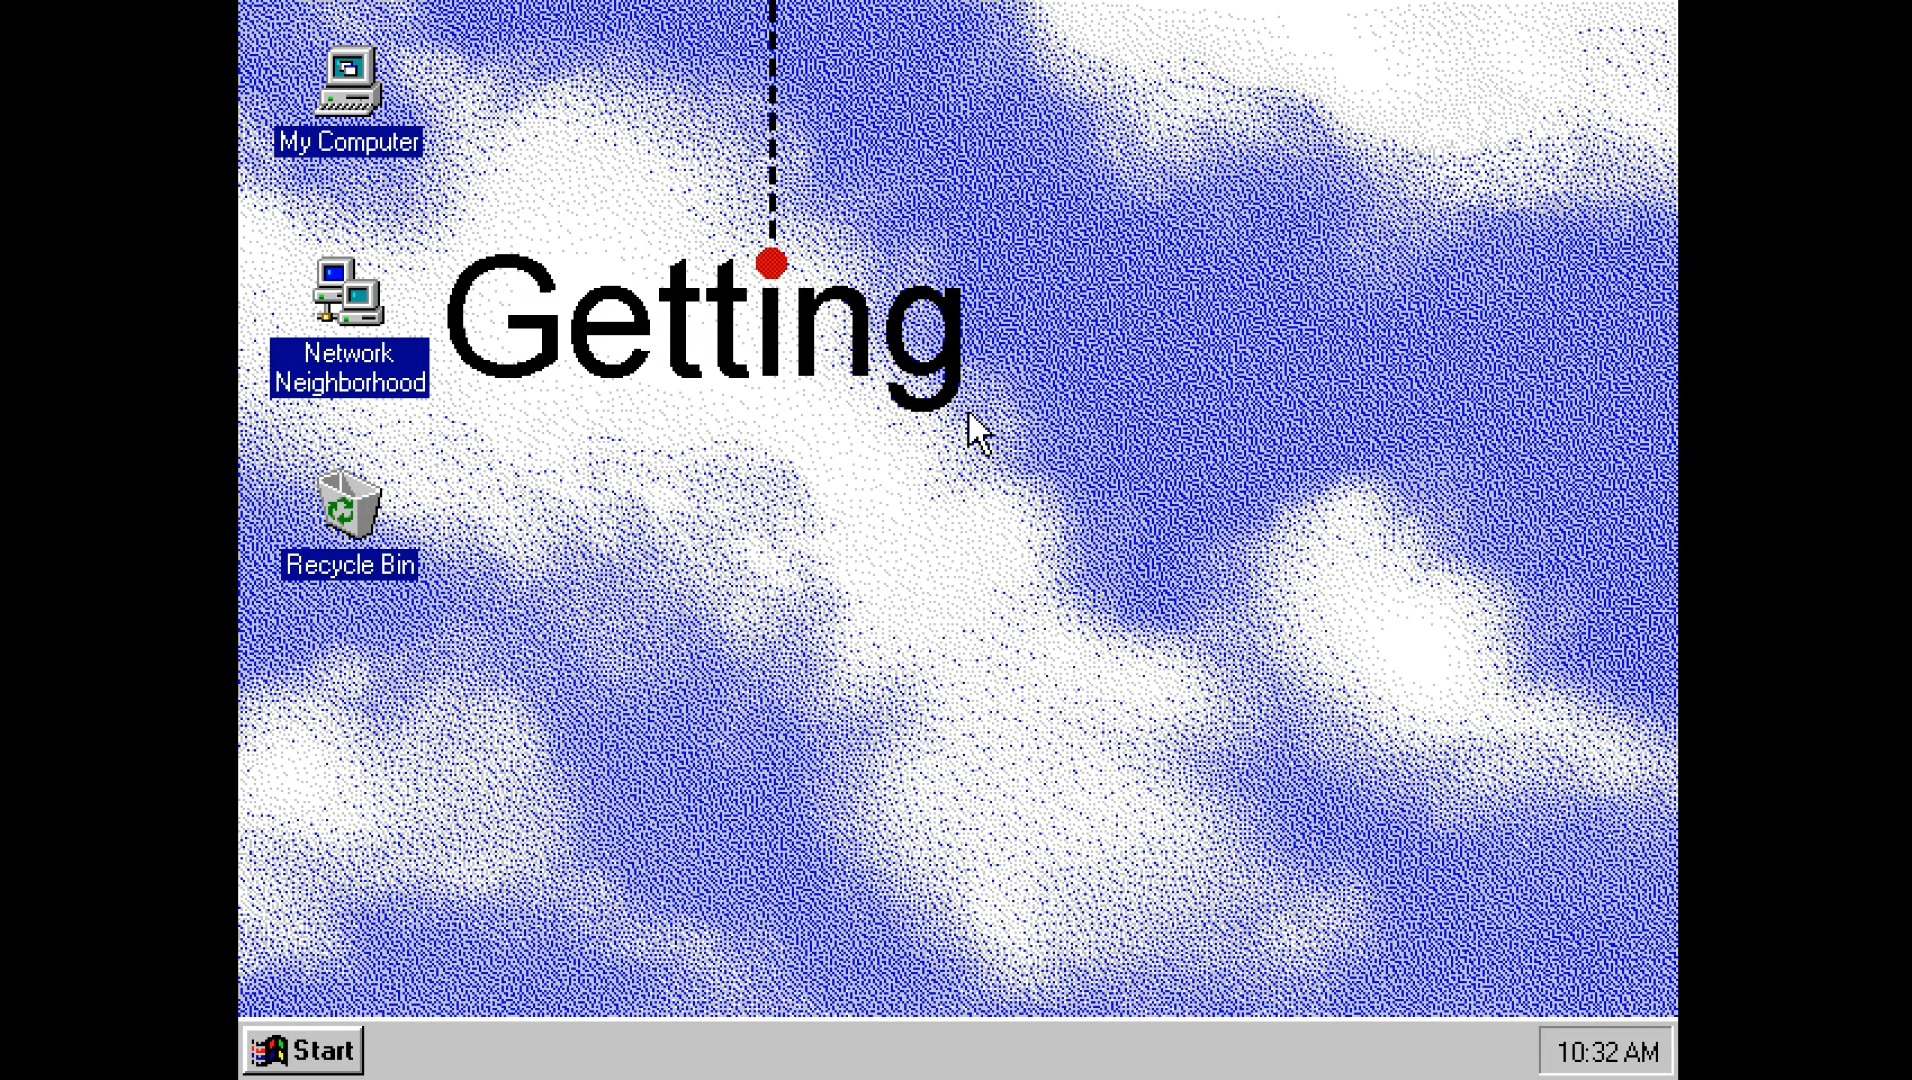 My Computer
Getting
Network
Neighborhood
Recycle Bin
Start
10:32 AM